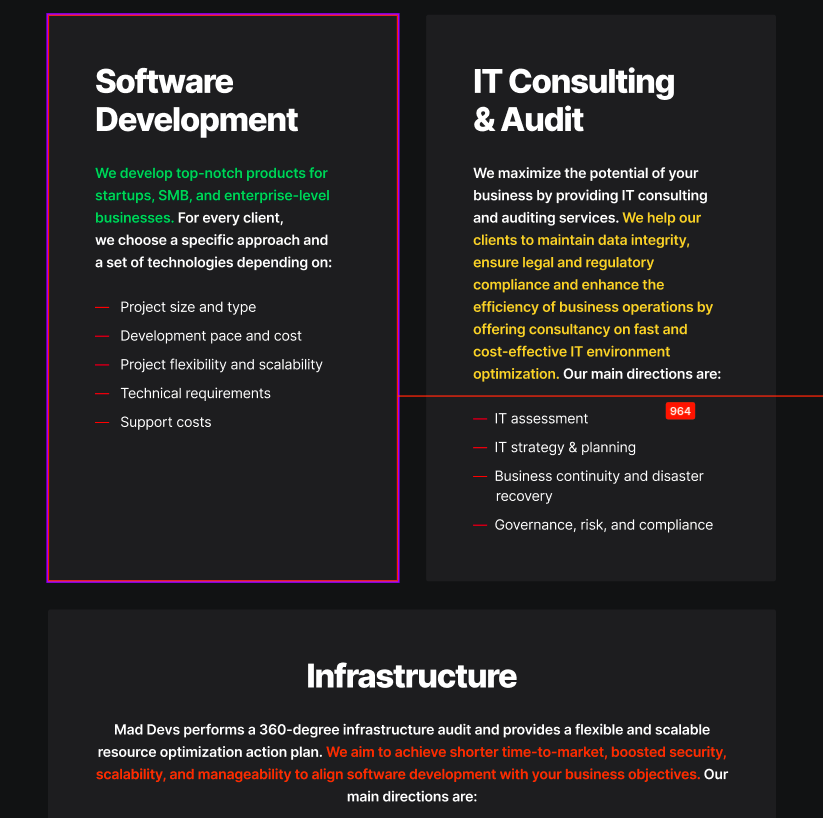 Software
Development
We develop top-notch products for
startups, SMB, and enterprise-level
businesses. For every client,
we choose a specific approach and
a set of technologies depending on:
— Project size and type
— Development pace and cost
— Project flexibility and scalability
— Technical requirements
— Support costs
IT Consulting
& Audit
We maximize the potential of your
business by providing IT consulting
and auditing services. We help our
clients to maintain data integrity,
ensure legal and regulatory
compliance and enhance the
efficiency of business operations by
offering consultancy on fast and
cost-effective IT environment
optimization. Our main directions are:
964
— IT assessment
— IT strategy & planning
— Business continuity and disaster
recovery
— Governance, risk, and compliance
Infrastructure
Mad Devs performs a 360-degree infrastructure audit and provides a flexible and scalable
resource optimization action plan. We aim to achieve shorter time-to-market, boosted security,
scalability, and manageability to align software development with your business objectives. Our
main directions are: